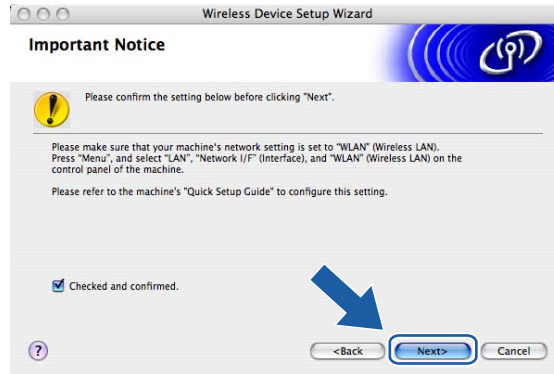 Wireless Device Setup Wizard
Important Notice
Please confirm the setting below before clicking "Next".
Please make sure that your machine's network setting is set to "WLAN" (Wireless LAN).
Press "Menu", and select "LAN", "Network I/F" (Interface), and "WLAN" (Wireless LAN) on the
control panel of the machine.
Please refer to the machine's "Quick Setup Guide" to configure this setting.
Checked and confirmed.
?
<Back Next> Cancel